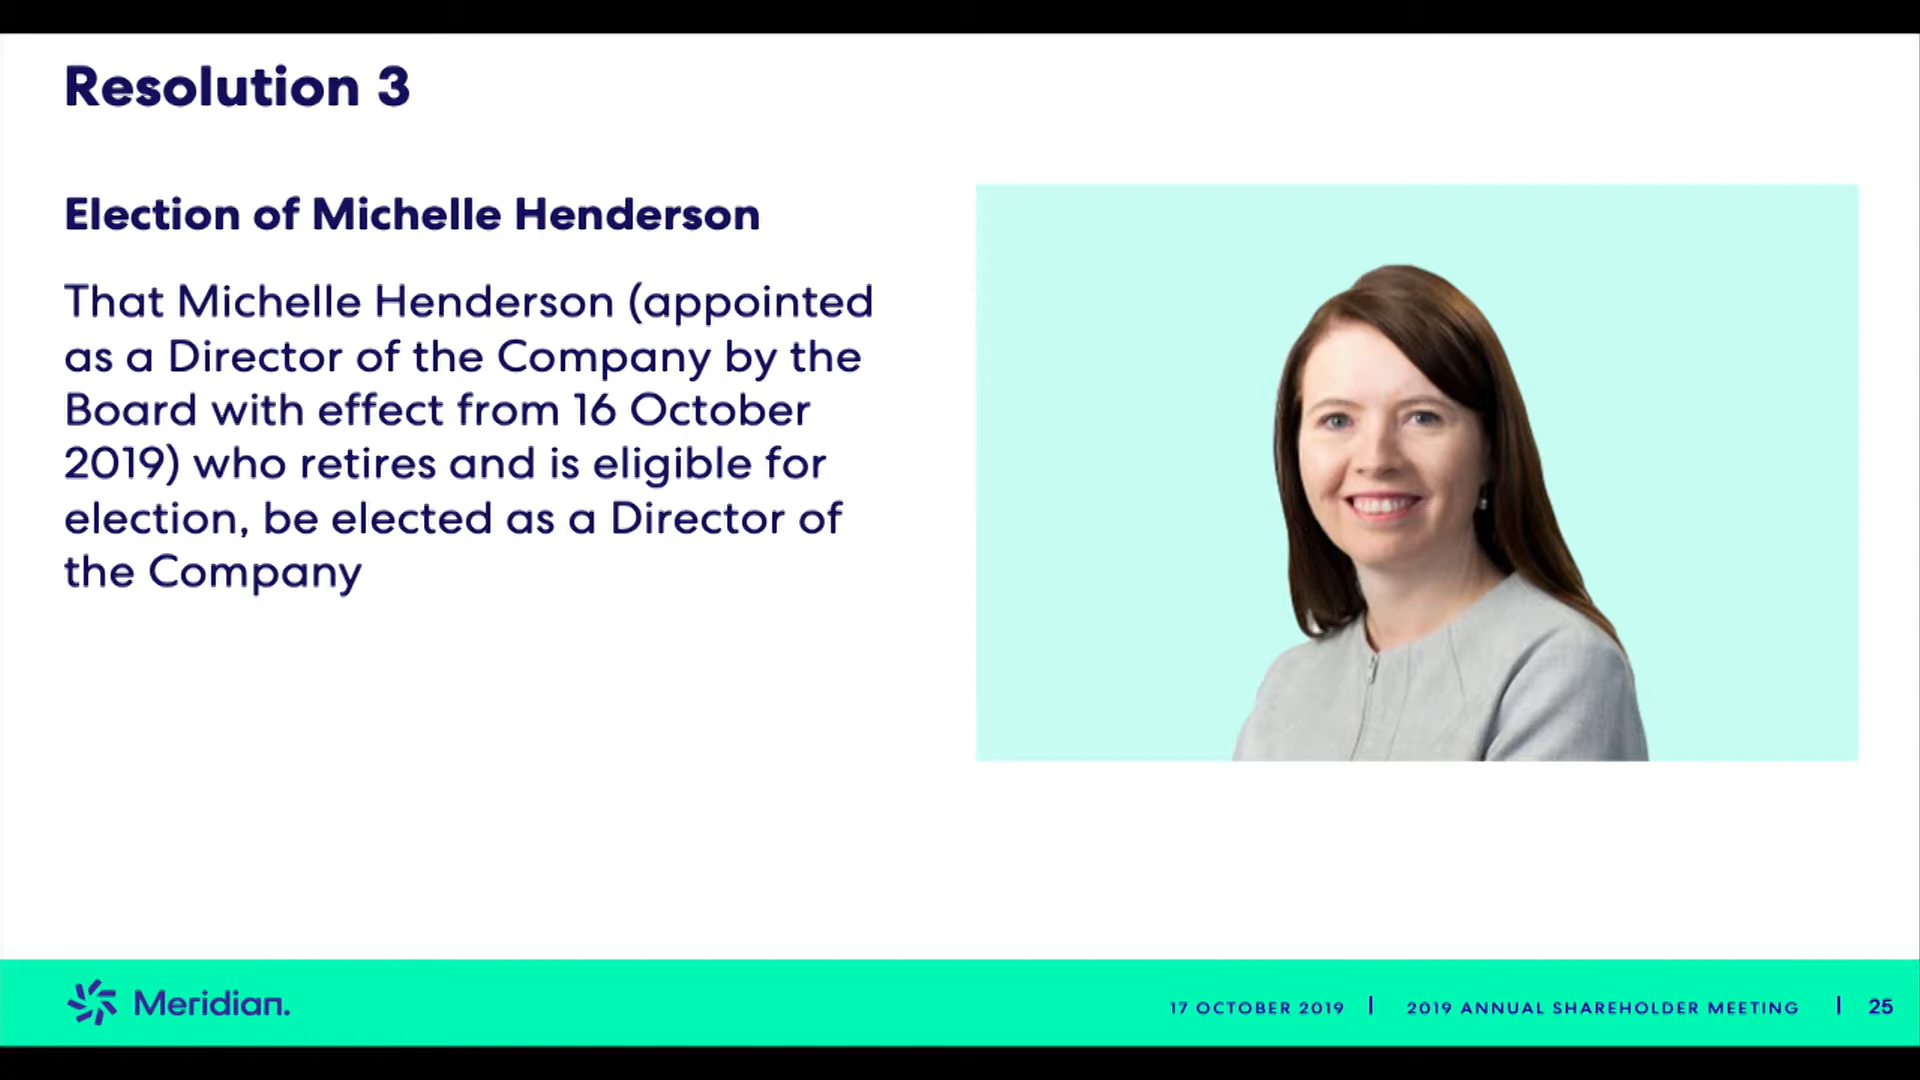 Resolution 3
Election of Michelle Henderson
That Michelle Henderson (appointed
as a Director of the Company by the
Board with effect from 16 October
2019) who retires and is eligible for
election, be elected as a Director of
the Company
Meridian.
17 OCTOBER 2019 | 2019 ANNUAL SHAREHOLDER MEETING | 25